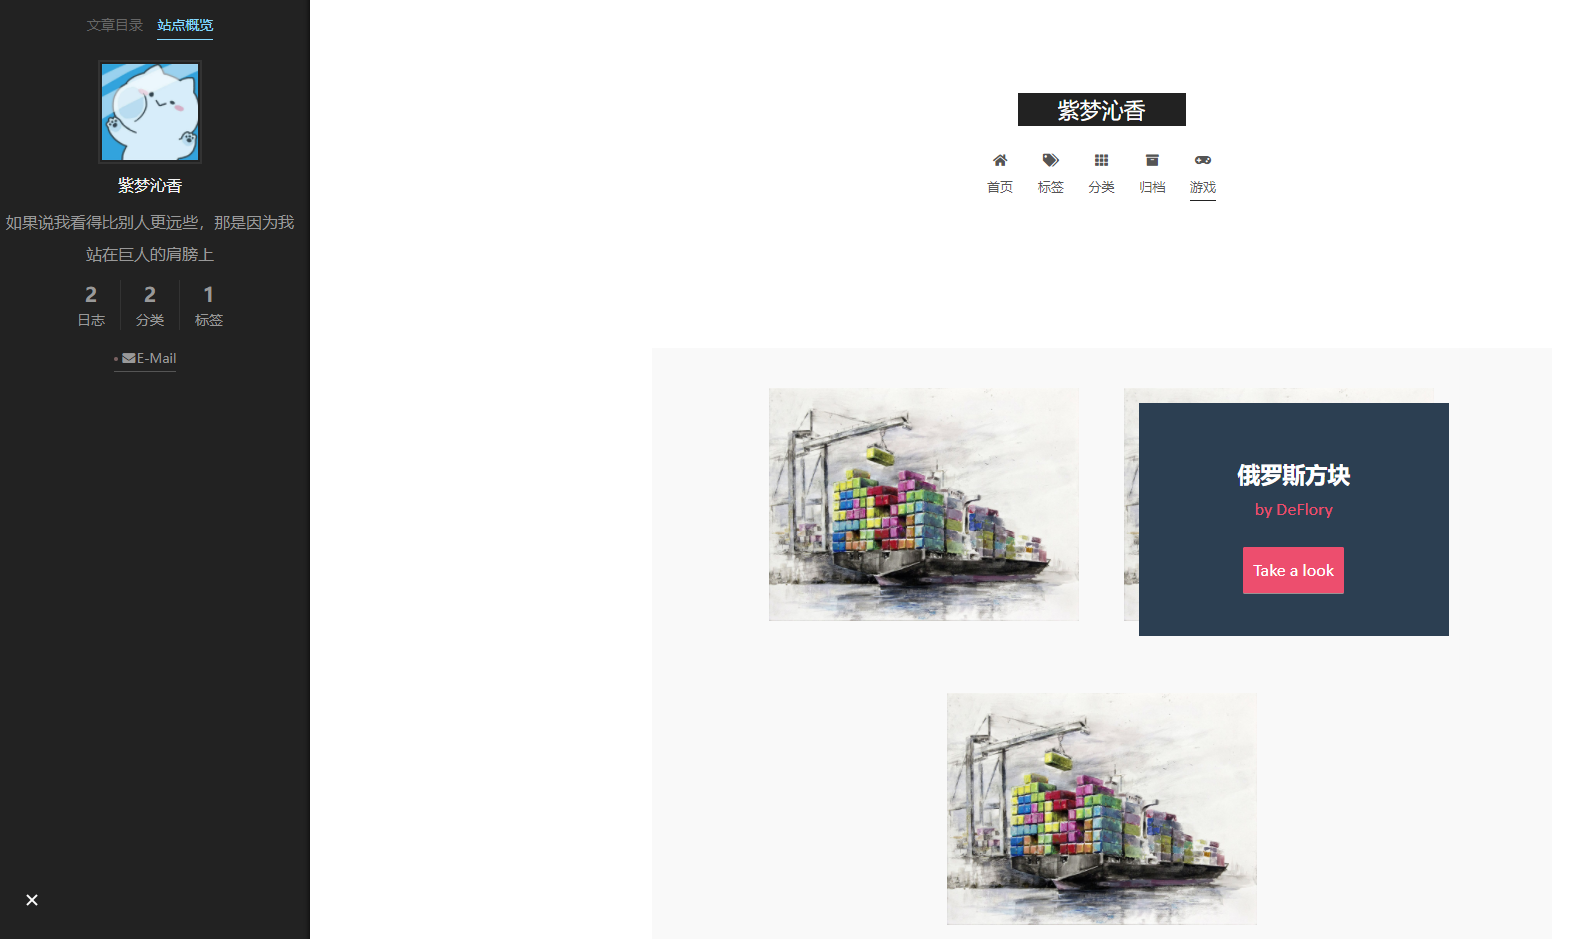 文章目录 站点概览
紫梦沁香
如果说我看得比别人更远些，那是因为我
站在巨人的肩膀上
2 2 1
日志 分类 标签
E-Mail
紫梦沁香
首页 标签 分类 归档 游戏
俄罗斯方块
by DeFlory
Take a look